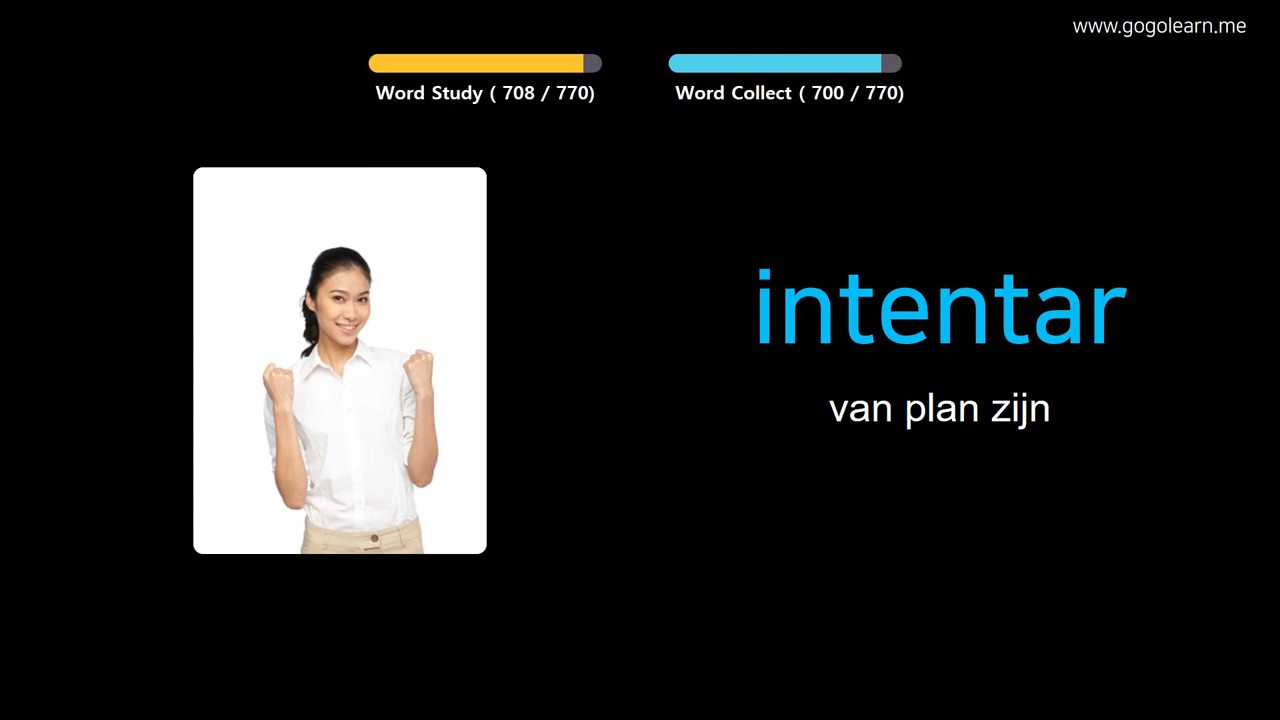 www.gogolearn.me
Word Study ( 708 / 770)
Word Collect ( 700 / 770)
intentar
van plan zijn